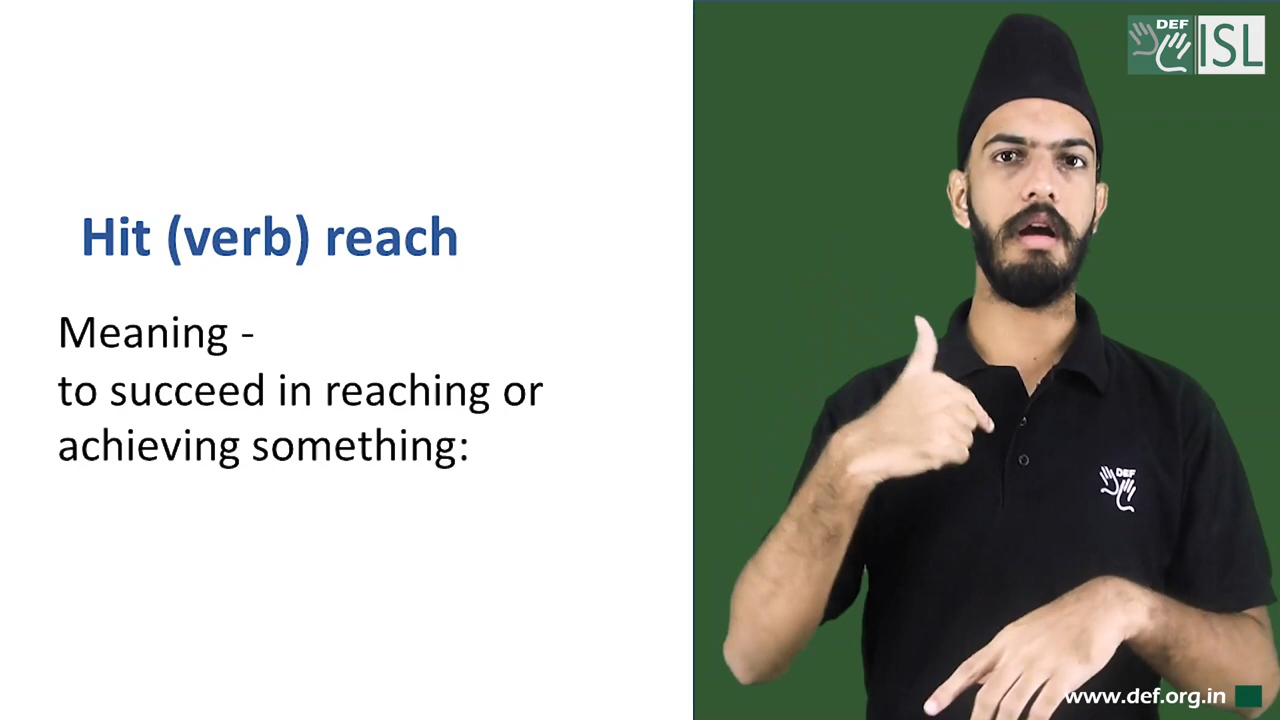 DEF ISL
Hit (verb) reach
Meaning -
to succeed in reaching or
achieving something:
DEF
www.def.org.in